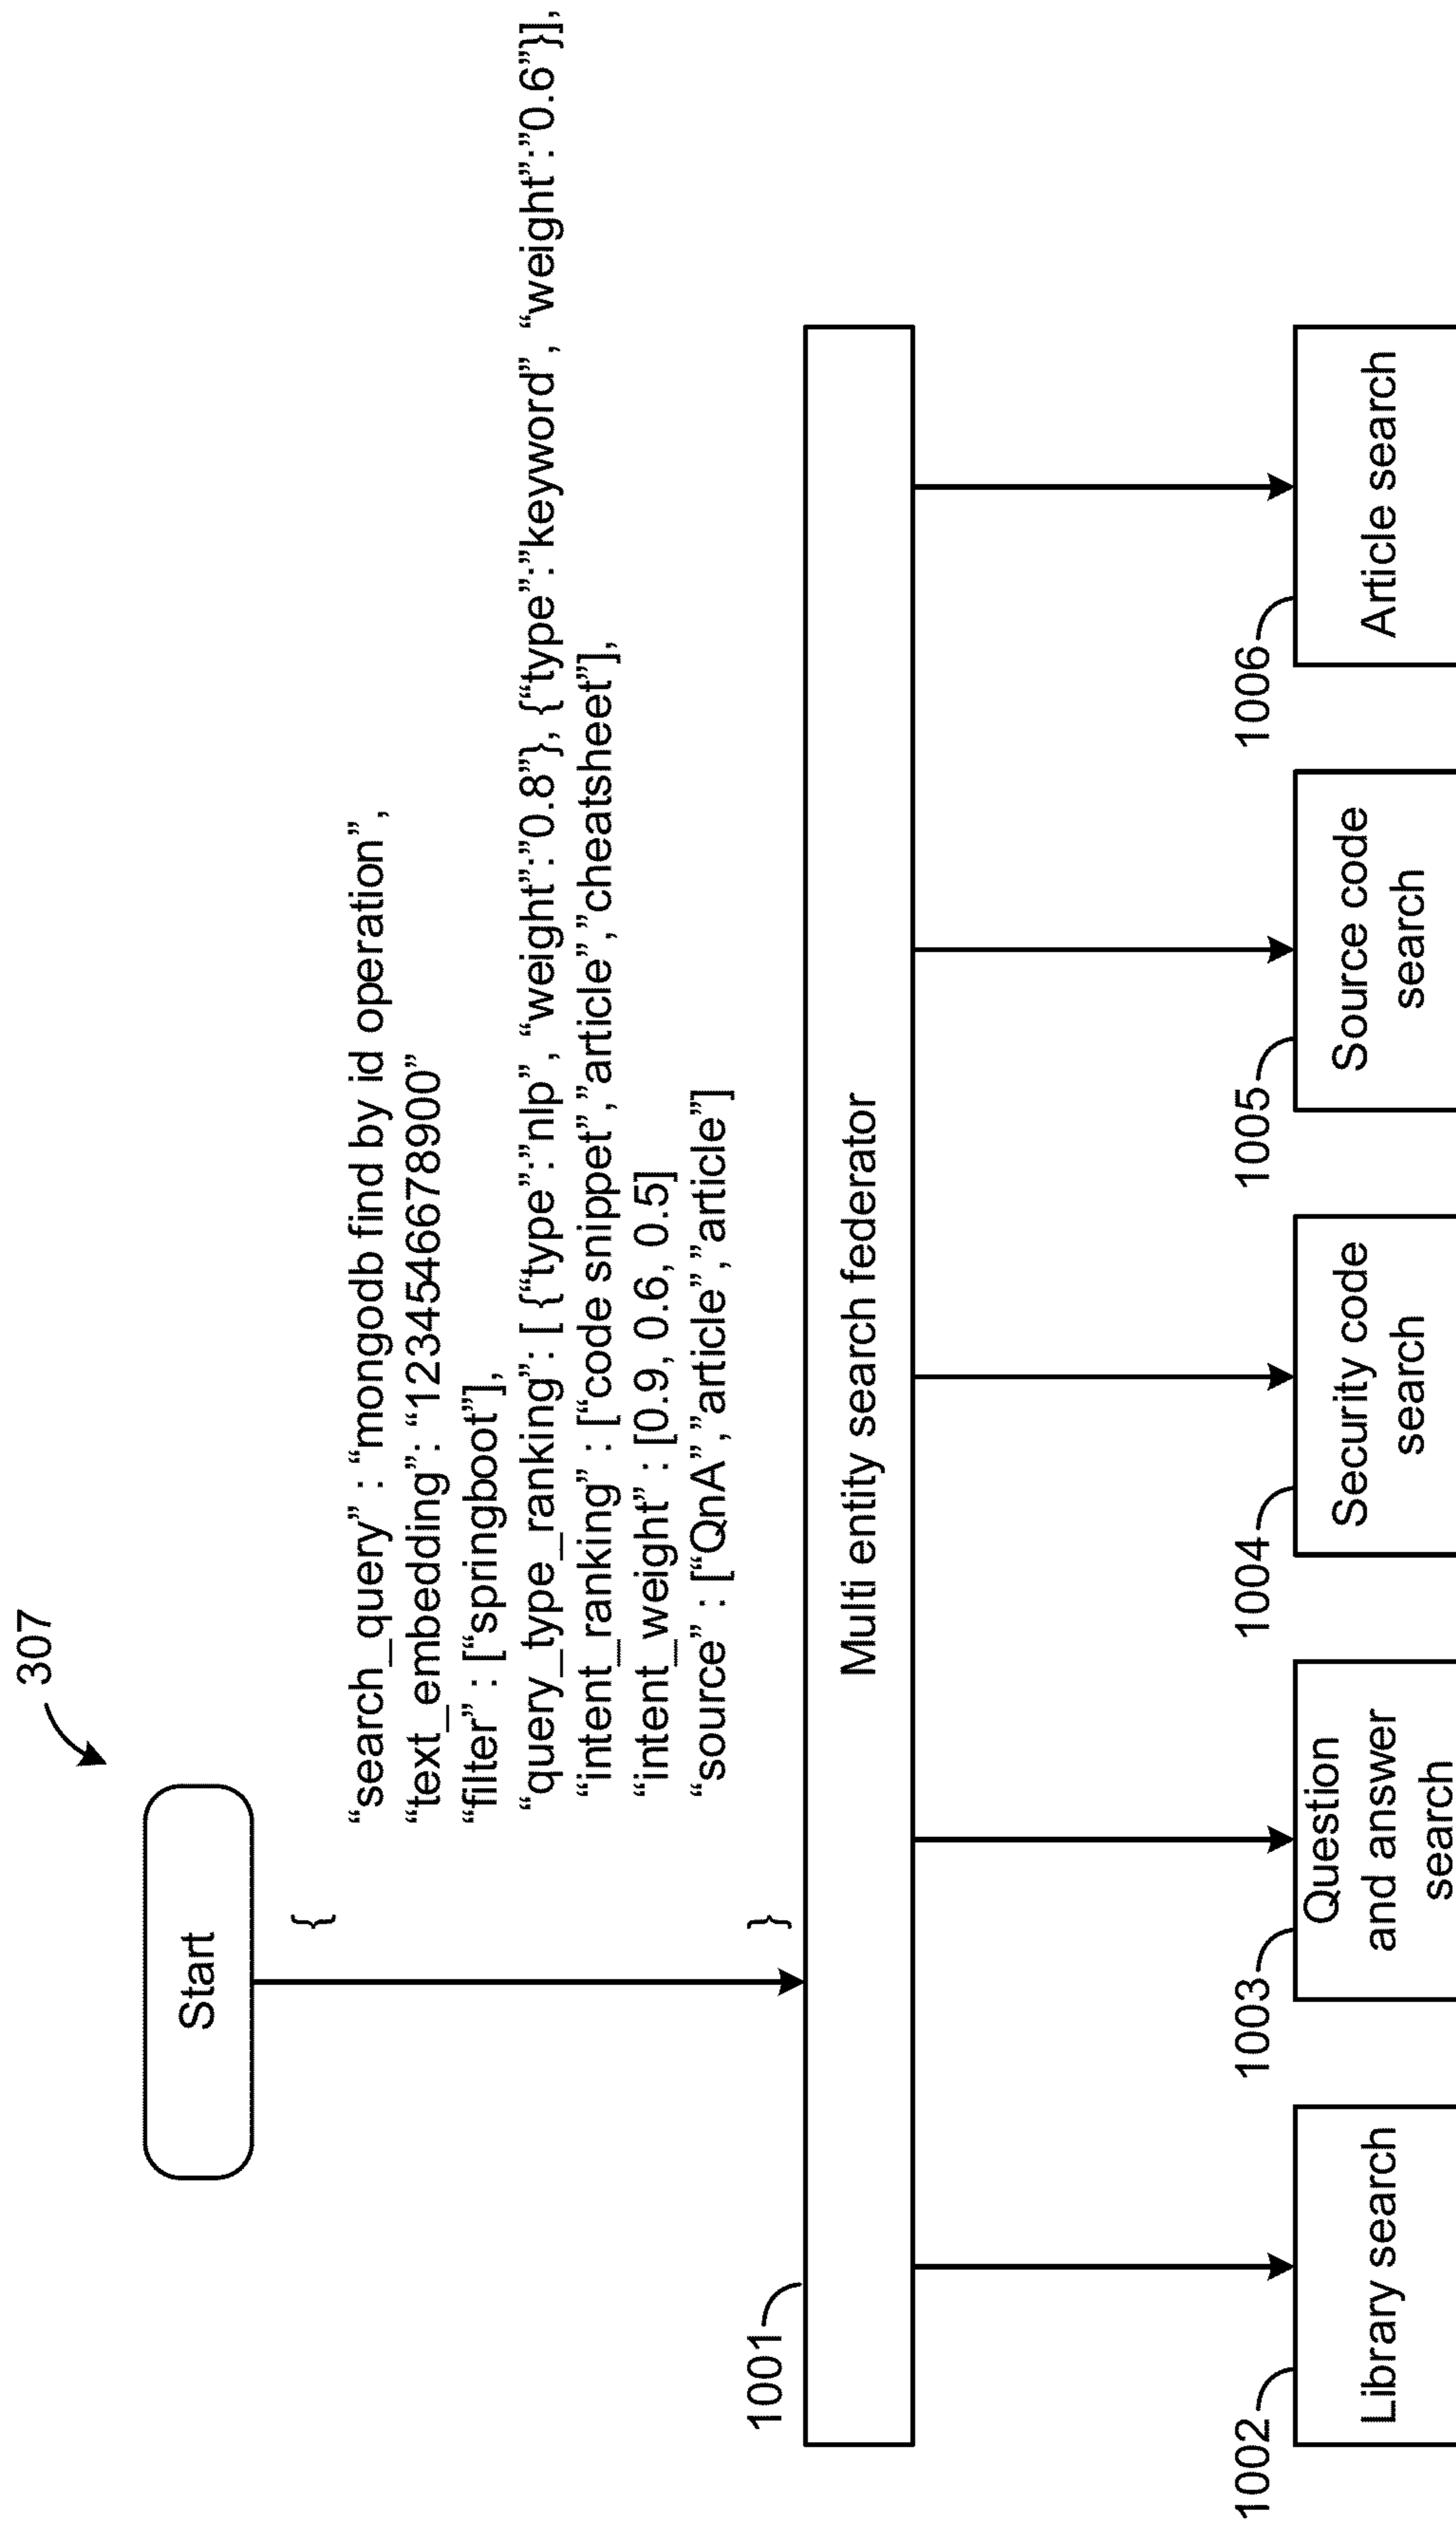 307
Start
{
“search_query” : “mongodb find by id operation”,
“text_embedding”: “1234546678900”
“filter” : [“springboot”],
“query_type_ranking”: [ {“type”:”nlp”, “weight”:”0.8”}, {“type”:”keyword”, “weight”:”0.6”}],
“intent_ranking” : [“code snippet”,”article”,”cheatsheet”],
“intent_weight” : [0.9, 0.6, 0.5]
“source” : [“QnA”,”article”,”article”]
}
1001
Multi entity search federator
1002
Library search
1003
Question
and answer
search
1004
Security code
search
1005
Source code
search
1006
Article search